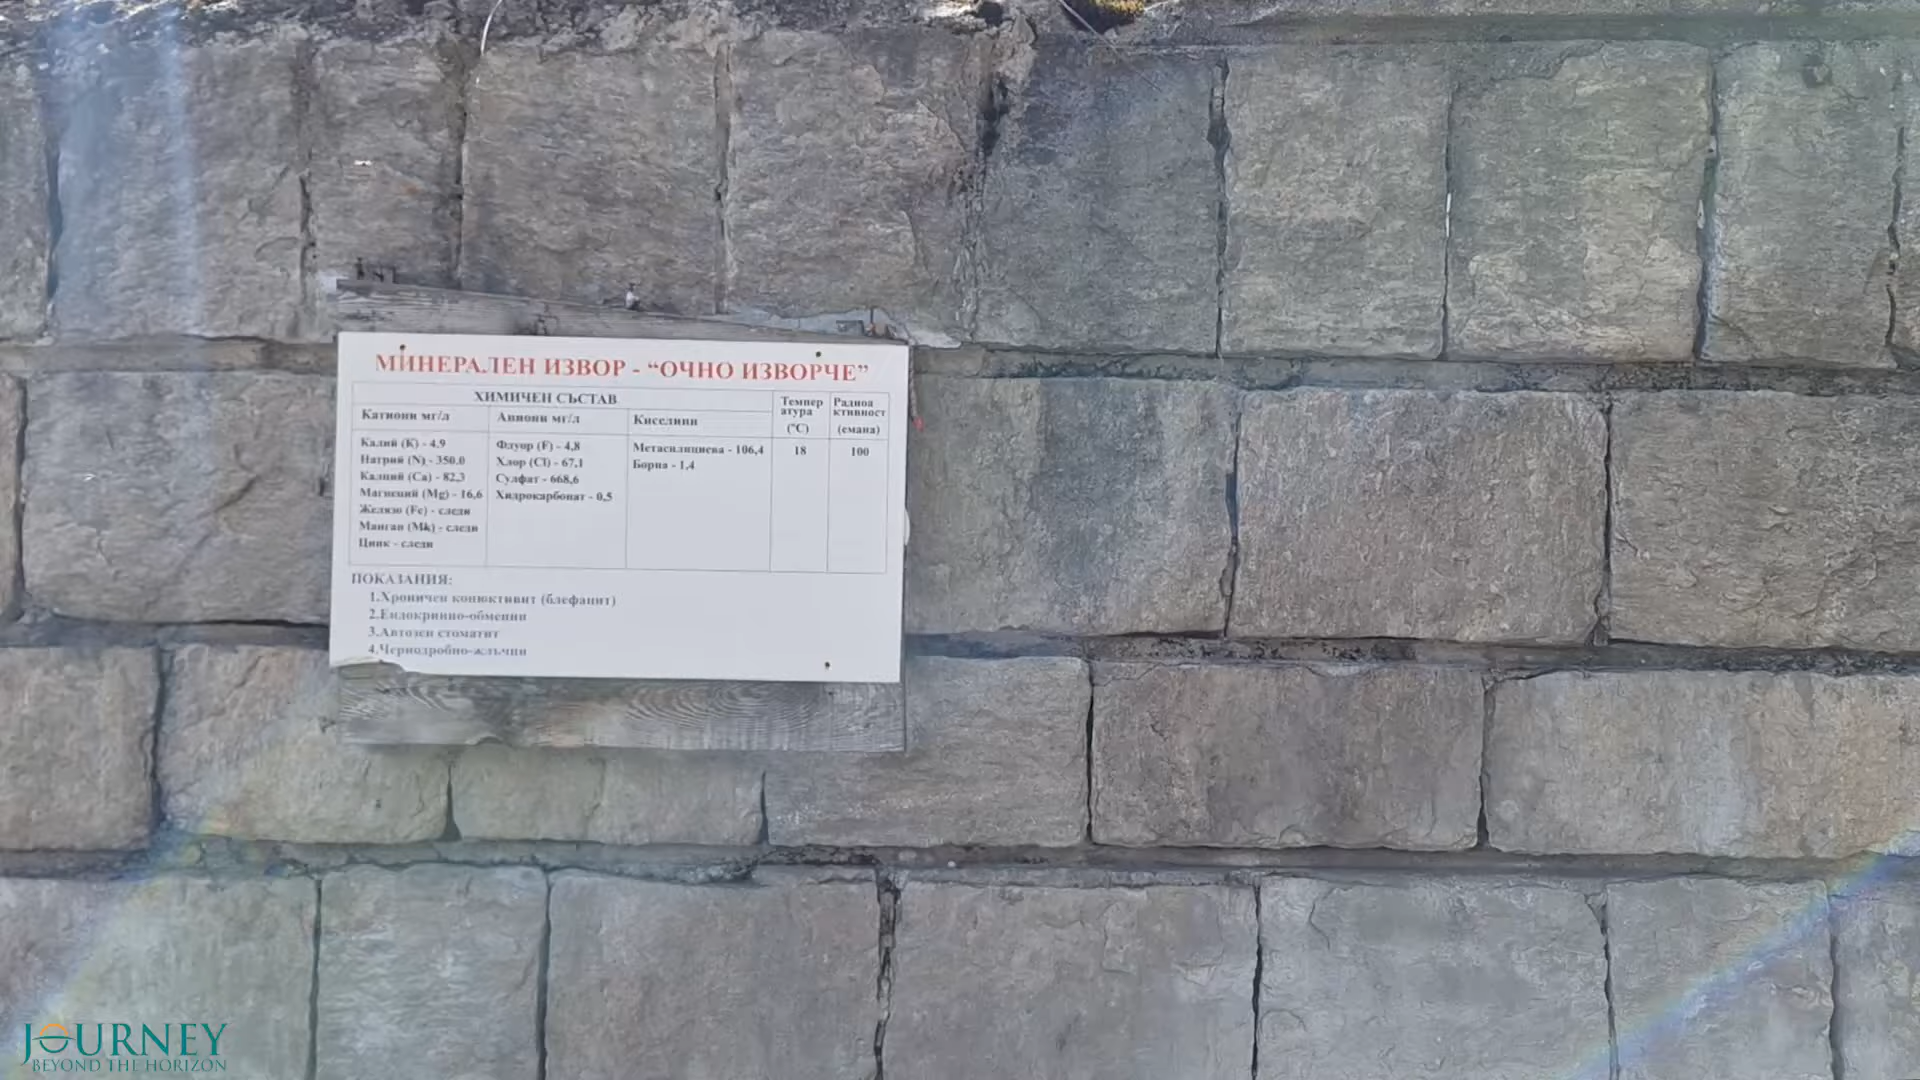 МИНЕРАЛЕН ИЗВОР - “ОЧНО ИЗВОРЧЕ”
ХИМИЧЕН СЪСТАВ
Катиони мг/л
Калий (K) - 4.9
Натрий (N) - 350.0
Калций (Ca) - 82,3
Магнезий (Mg) - 16,6
Желязо (Fe) - следи
Манган (Mk) - следи
Цинк - следи
Аниони мг/л
Флуор (F) - 4,8
Хлор (Cl) - 67,1
Сулфат - 668,6
Хидрокарбонат - 0,5
Киселини
Метасилициева - 106,4
Борна - 1,4
Темпер
атура
(°C)
18
Радиоа
ктивност
(емана)
100
ПОКАЗАНИЯ:
1.Хроничен конюктивит (блефанит)
2.Ендокринно-обменни
3.Автозен стоматит
4.Чернодробно-жлъчни
JOURNEY
BEYOND THE HORIZON